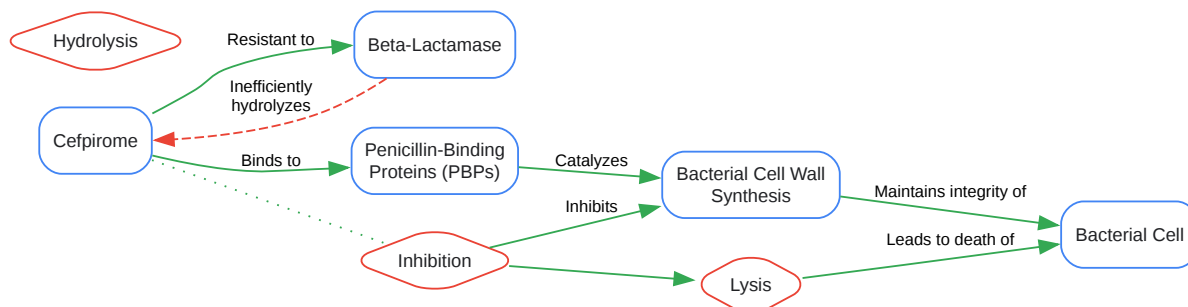 Hydrolysis
Resistant to
Beta-Lactamase
Inefficiently
hydrolyzes
Cefpirome
Binds to
Penicillin-Binding
Proteins (PBPs)
Catalyzes
Bacterial Cell Wall
Synthesis
Inhibits
Maintains integrity of
Bacterial Cell
Leads to death of
Inhibition
Lysis